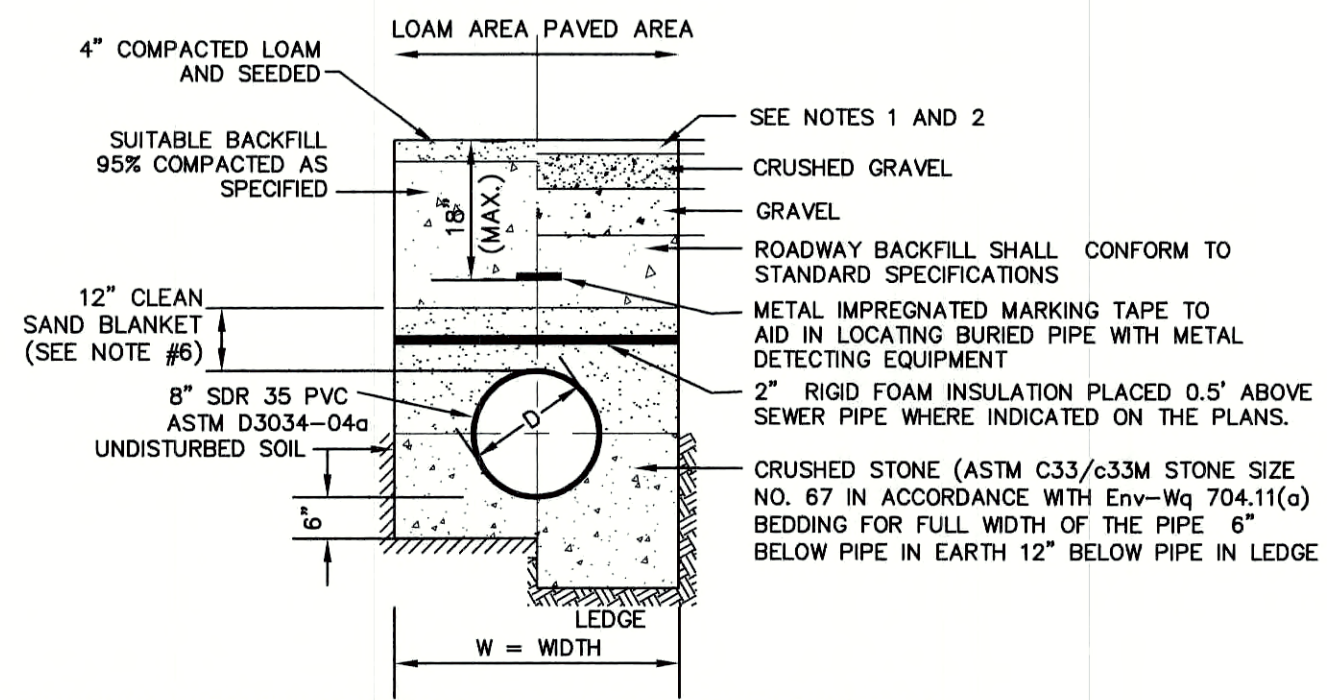 LOAM AREA PAVED AREA
4" COMPACTED LOAM
AND SEEDED
SUITABLE BACKFILL
95% COMPACTED AS
SPECIFIED
18"
(MAX.)
12" CLEAN
SAND BLANKET
(SEE NOTE #6)
8" SDR 35 PVC
ASTM D3034-04a
UNDISTURBED SOIL
6"
D
SEE NOTES 1 AND 2
CRUSHED GRAVEL
GRAVEL
ROADWAY BACKFILL SHALL CONFORM TO
STANDARD SPECIFICATIONS
METAL IMPREGNATED MARKING TAPE TO
AID IN LOCATING BURIED PIPE WITH METAL
DETECTING EQUIPMENT
2" RIGID FOAM INSULATION PLACED 0.5' ABOVE
SEWER PIPE WHERE INDICATED ON THE PLANS.
CRUSHED STONE (ASTM C33/c33M STONE SIZE
NO. 67 IN ACCORDANCE WITH Env-Wq 704.11(a)
BEDDING FOR FULL WIDTH OF THE PIPE 6"
BELOW PIPE IN EARTH 12" BELOW PIPE IN LEDGE
LEDGE
W = WIDTH